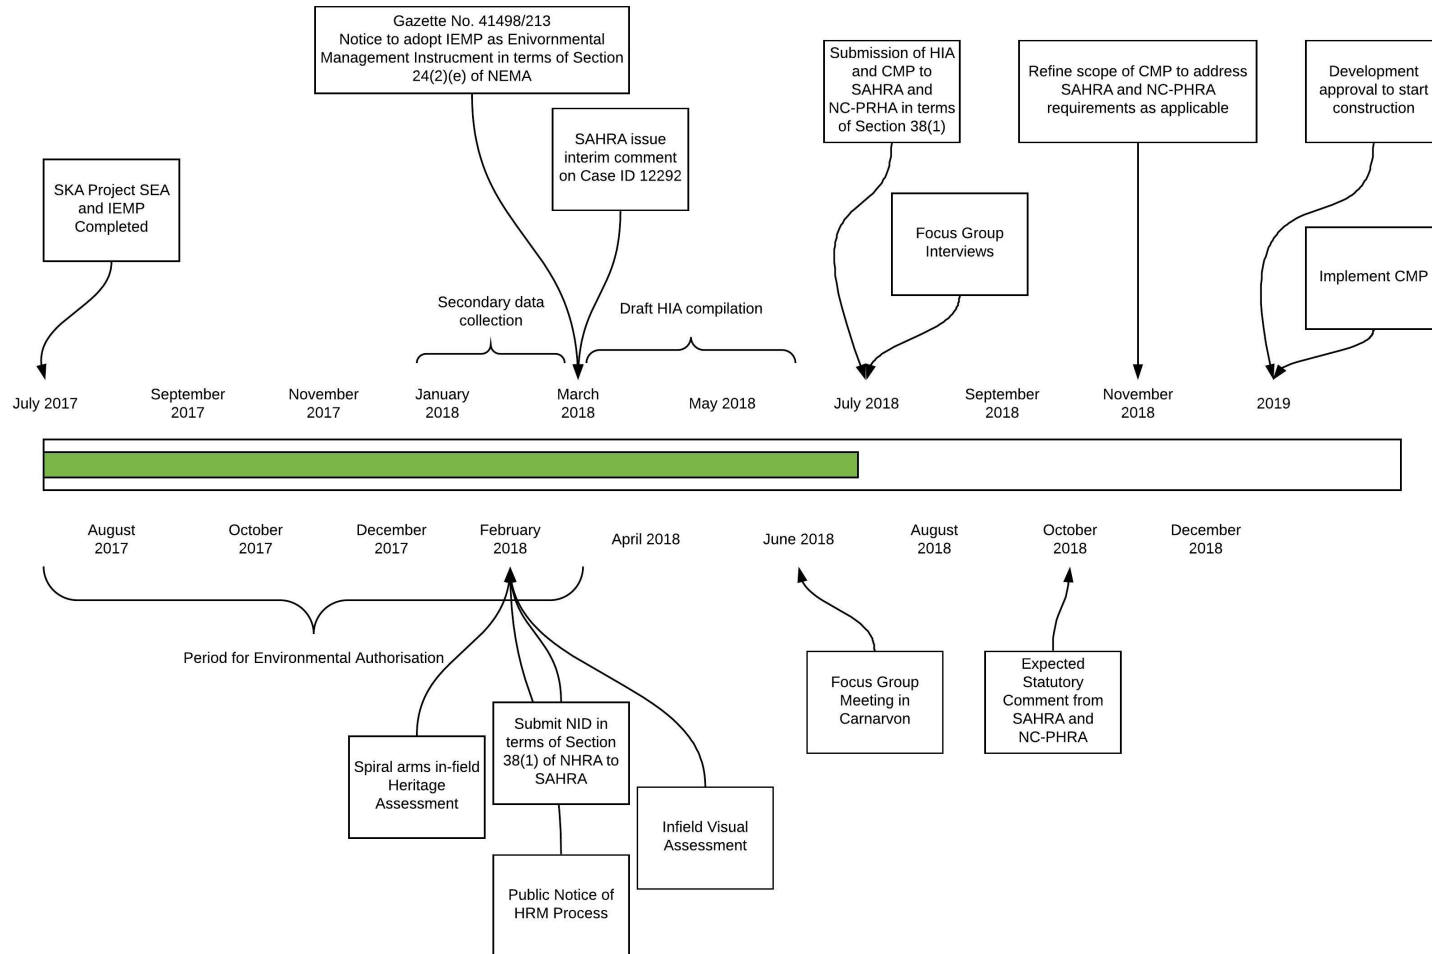 Gazette No. 41498/213
Notice to adopt IEMP as Enivornmental
Management Instrucment in terms of Section
24(2)(e) of NEMA
Submission of HIA
and CMP to
SAHRA and
NC-PRHA in terms
of Section 38(1)
Refine scope of CMP to address
SAHRA and NC-PHRA
requirements as applicable
Development
approval to start
construction
SAHRA issue
interim comment
on Case ID 12292
SKA Project SEA
and IEMP
Completed
Focus Group
Interviews
Implement CMP
Secondary data
collection
Draft HIA compilation
July 2017
September
2017
November
2017
January
2018
March
2018
May 2018
July 2018
September
2018
November
2018
2019
August
2017
October
2017
December
2017
February
2018
April 2018
June 2018
August
2018
October
2018
December
2018
Period for Environmental Authorisation
Focus Group
Meeting in
Carnarvon
Expected
Statutory
Comment from
SAHRA and
NC-PHRA
Spiral arms in-field
Heritage
Assessment
Submit NID in
terms of Section
38(1) of NHRA to
SAHRA
Infield Visual
Assessment
Public Notice of
HRM Process